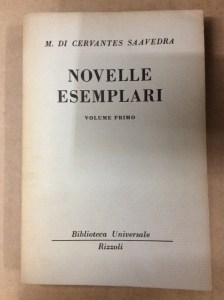 M. DI CERVANTES SAAVEDRA
NOVELLE
ESEMPLARI
VOLUME PRIMO
Biblioteca Universale
Rizzoli